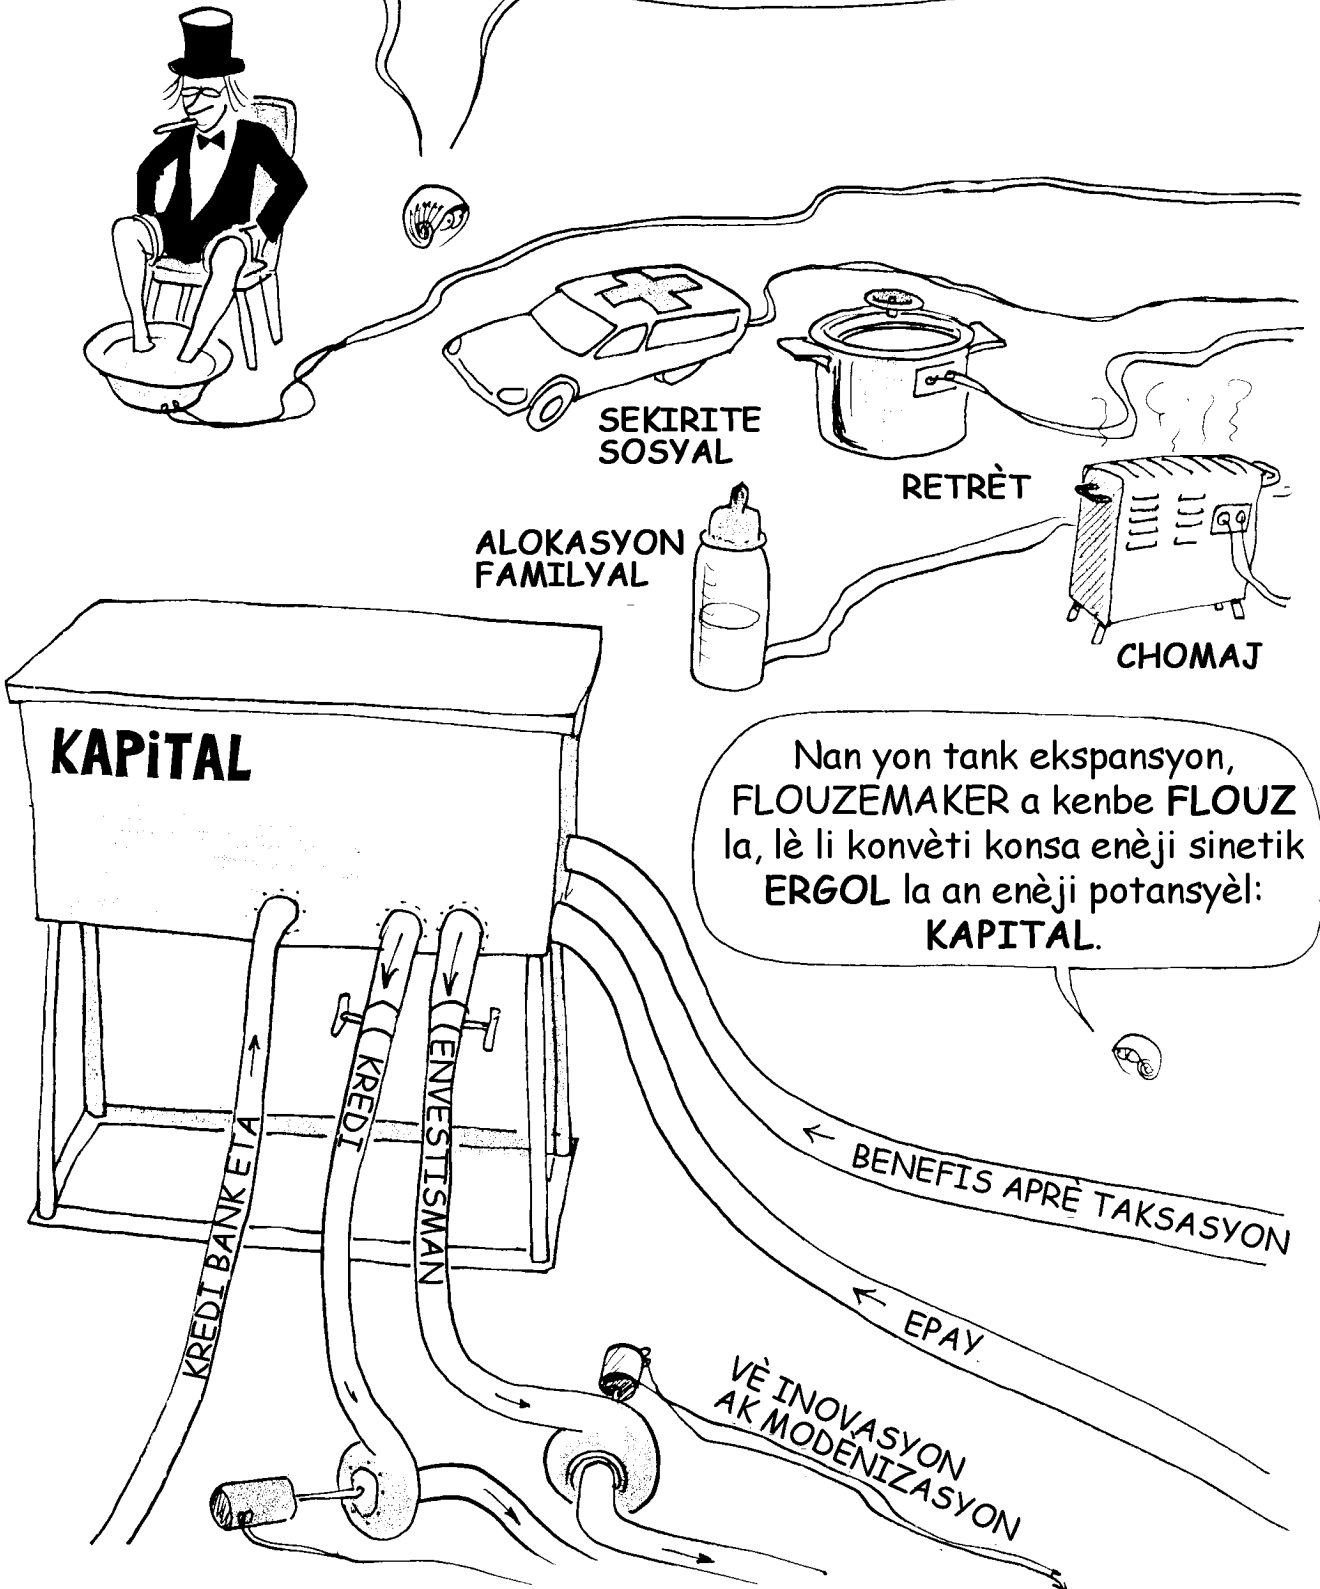 SEKIRITE
SOSYAL
RETRÈT
ALOKASYON
FAMILYAL
CHOMAJ
KAPiTAL
Nan yon tank ekspansyon,
FLOUZEMAKER a kenbe FLOUZ
la, lè li konvèti konsa enèji sinetik
ERGOL la an enèji potansyèl:
KAPITAL.
KREDI BANK ETA
KREDI
ENVESTISMAN
BENEFIS APRÈ TAKSASYON
EPAY
VÈ INOVASYON
AK MODÈNIZASYON